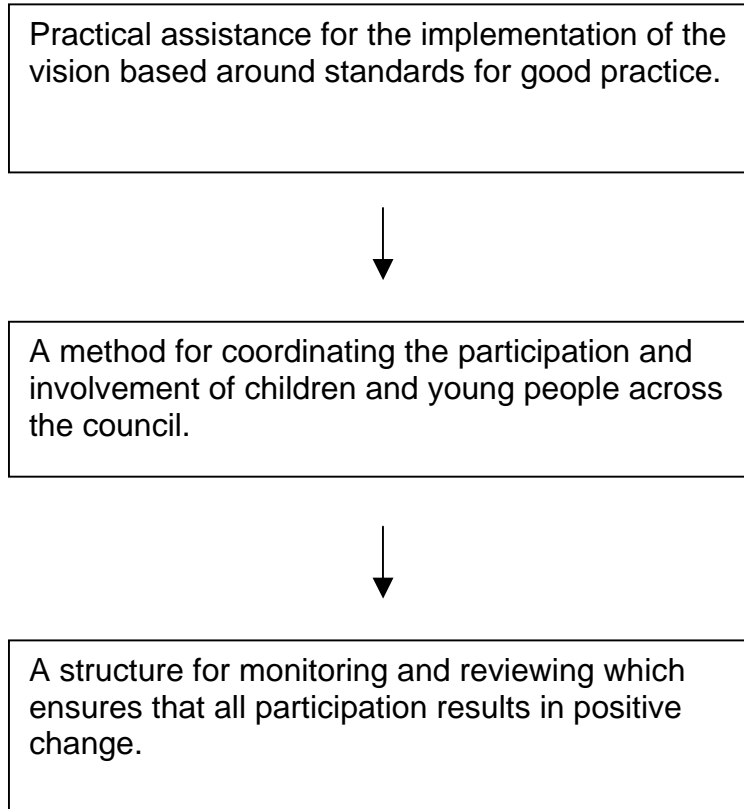 Practical assistance for the implementation of the
vision based around standards for good practice.
A method for coordinating the participation and
involvement of children and young people across
the council.
A structure for monitoring and reviewing which
ensures that all participation results in positive
change.